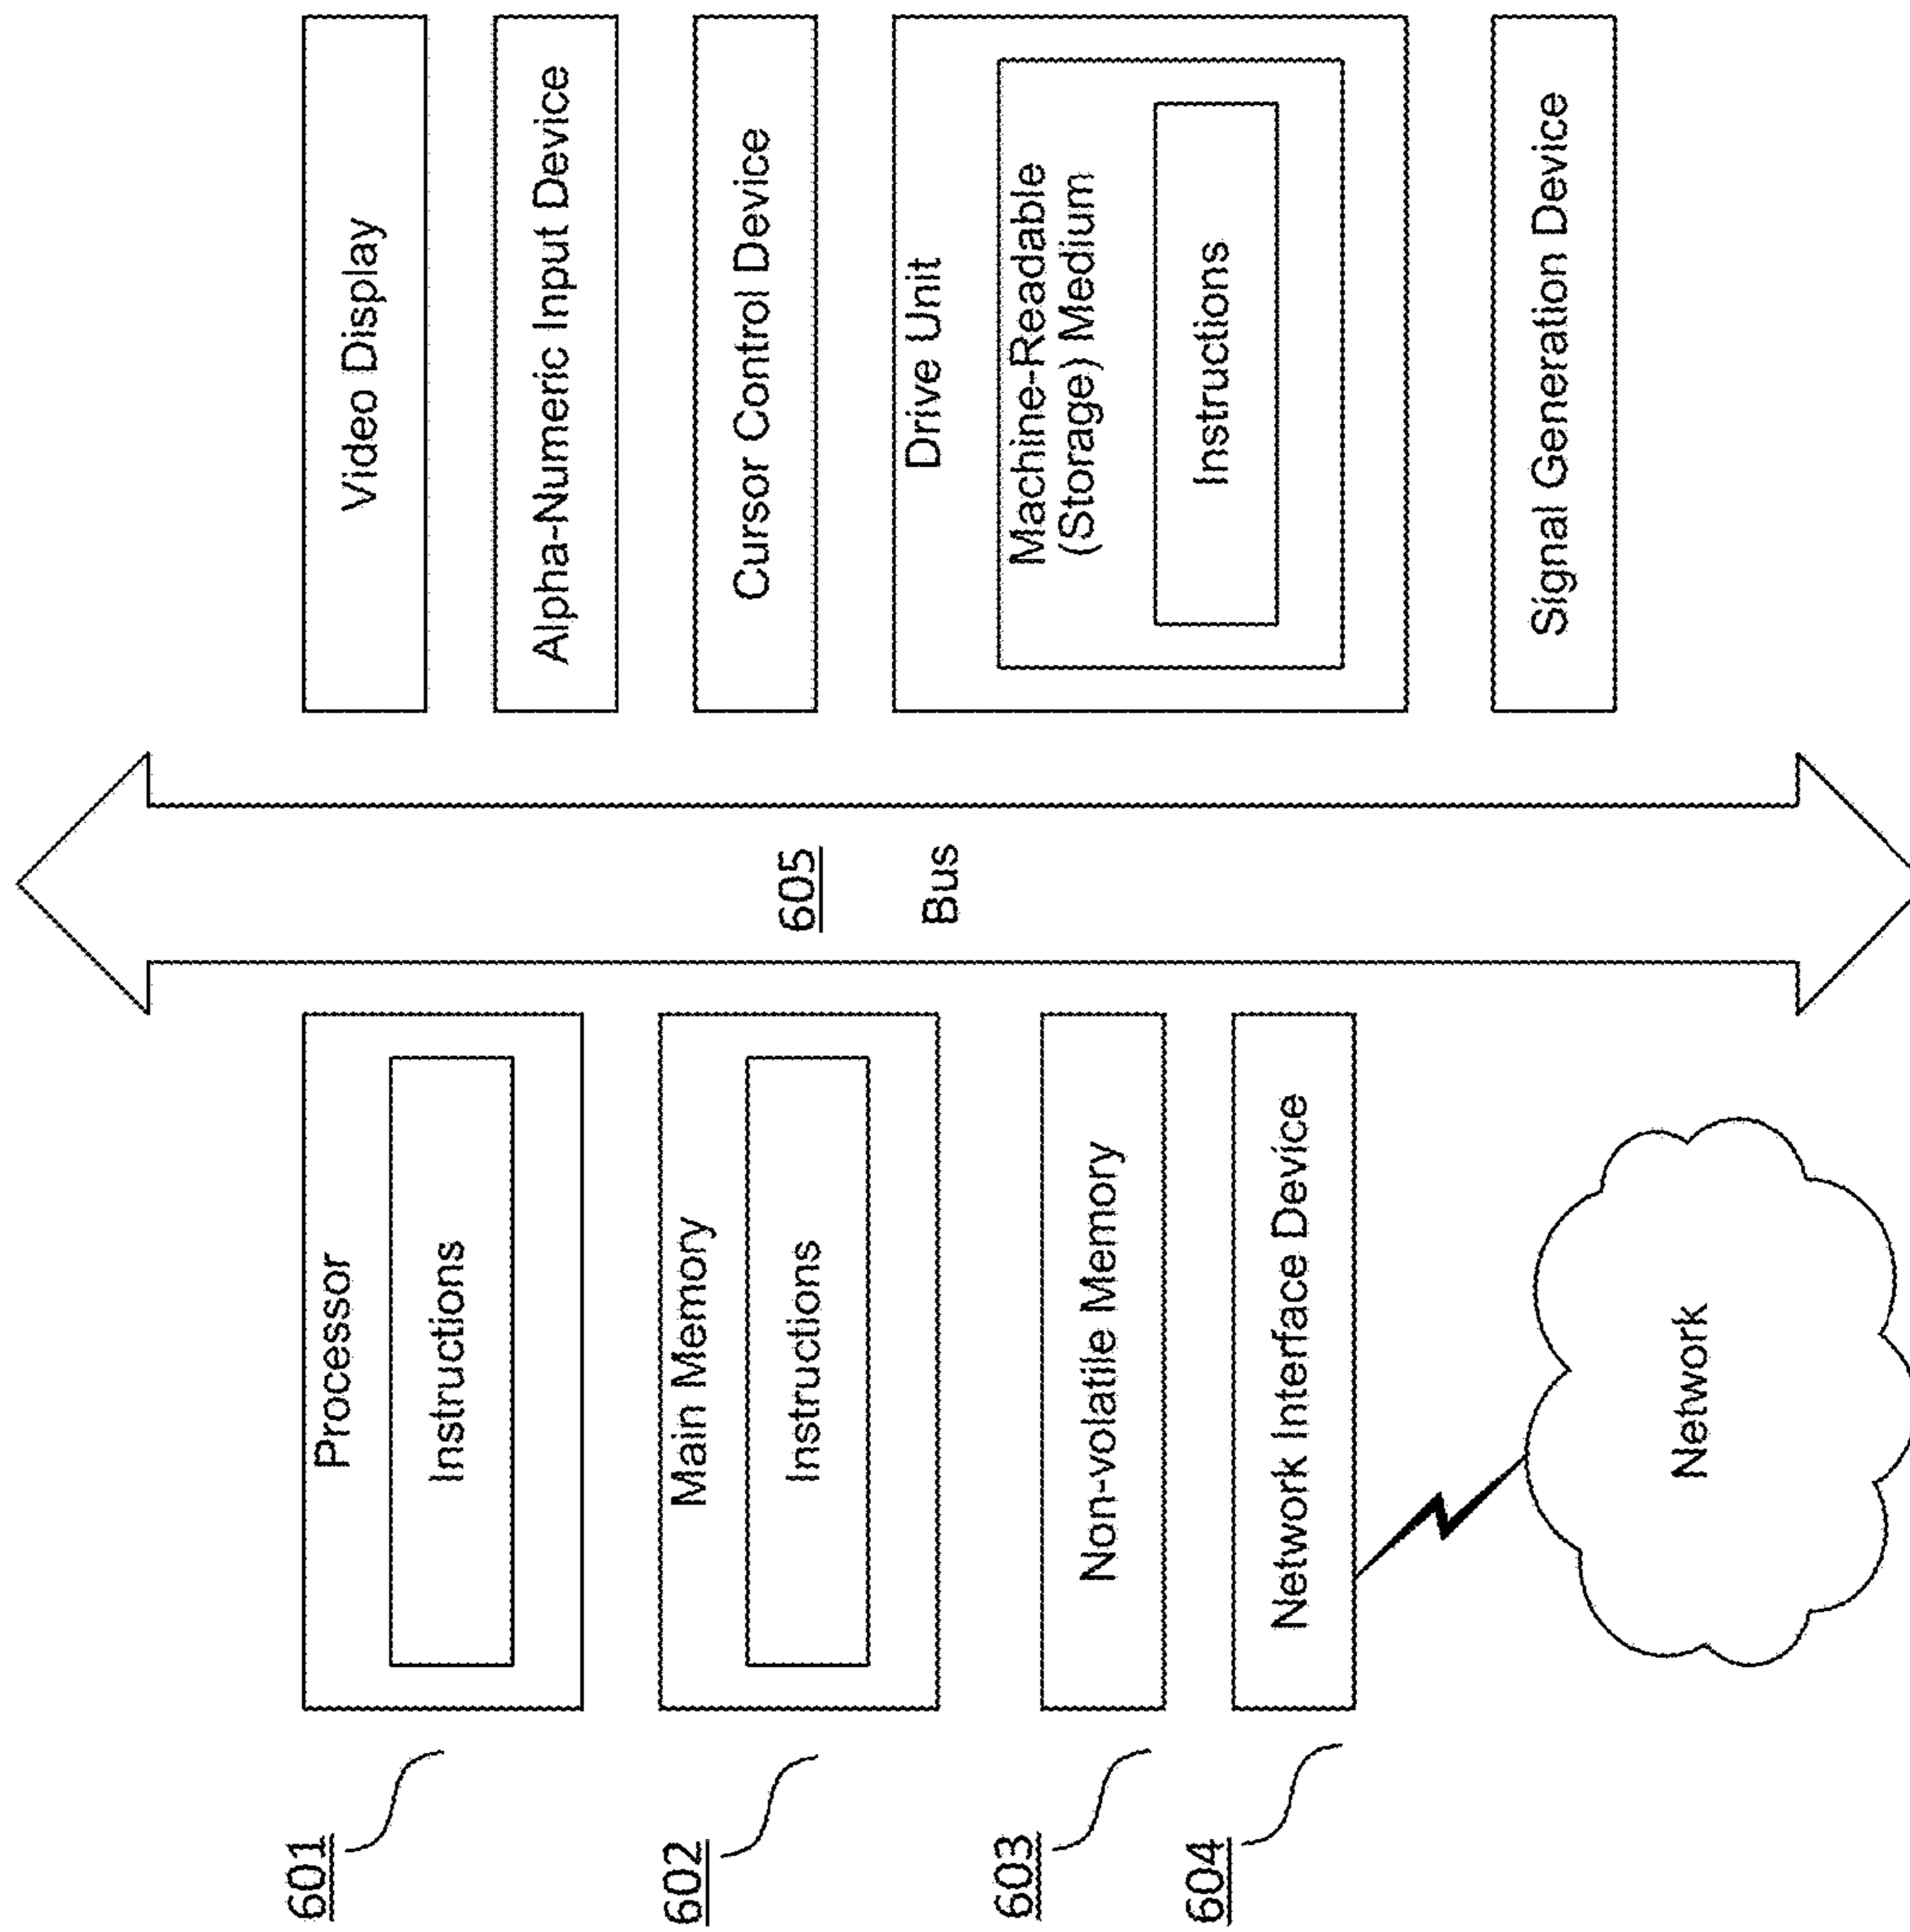 601
Processor
Instructions
602
Main Memory
Instructions
603
Non-volatile Memory
604
Network Interface Device
Network
605
Bus
Video Display
Alpha-Numeric Input Device
Cursor Control Device
Drive Unit
Machine-Readable
(Storage) Medium
Instructions
Signal Generation Device